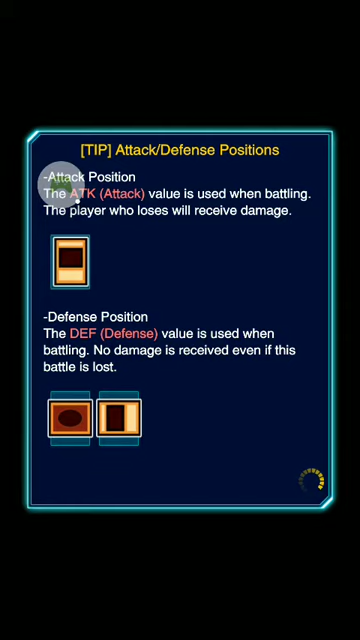 [TIP] Attack/Defense Positions
-Attack Position
The ATK (Attack) value is used when battling.
The player who loses will receive damage.
-Defense Position
The DEF (Defense) value is used when
battling. No damage is received even if this
battle is lost.